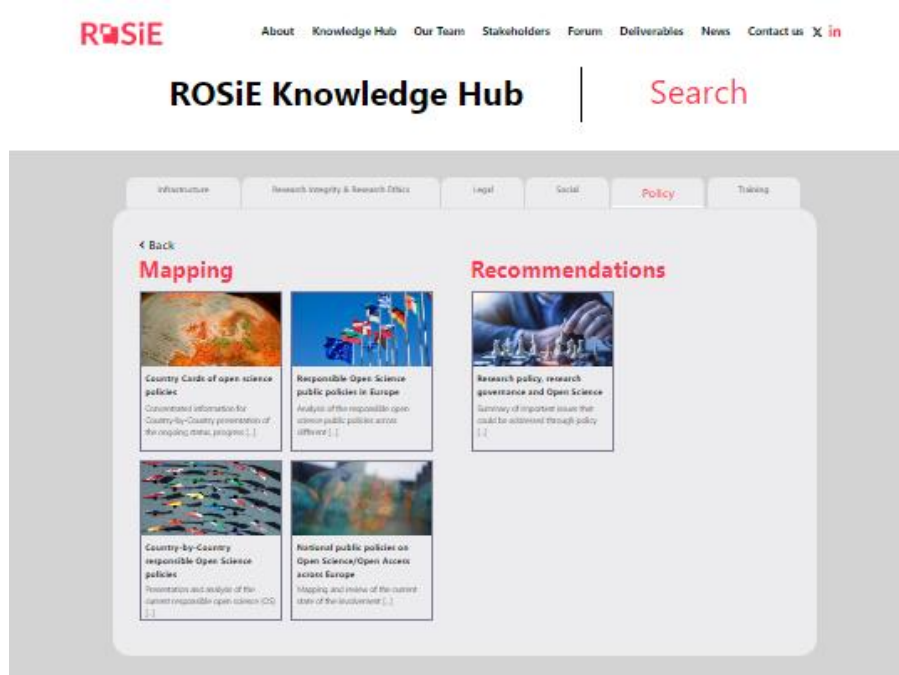 ROSiE
About Knowledge Hub Our Team Stakeholders Forum Deliverables News Contact us X in
ROSiE Knowledge Hub
Search
Infrastructure Research Integrity & Research Ethics Legal Social Policy Training
< Back
Mapping
Recommendations
Country Cards of open science
policies
Concentrated information for
Country-by-Country presentation of
the ongoing status, progress [...]
Responsible Open Science
public policies in Europe
Analysis of the responsible open
science public policies across
different [...]
Research policy, research
governance and Open Science
Summary of important issues that
could be addressed through policy
[...]
Country-by-Country
responsible Open Science
policies
Presentation and analysis of the
current responsible open science (OS)
[...]
National public policies on
Open Science/Open Access
across Europe
Mapping and review of the current
state of the involvement [...]